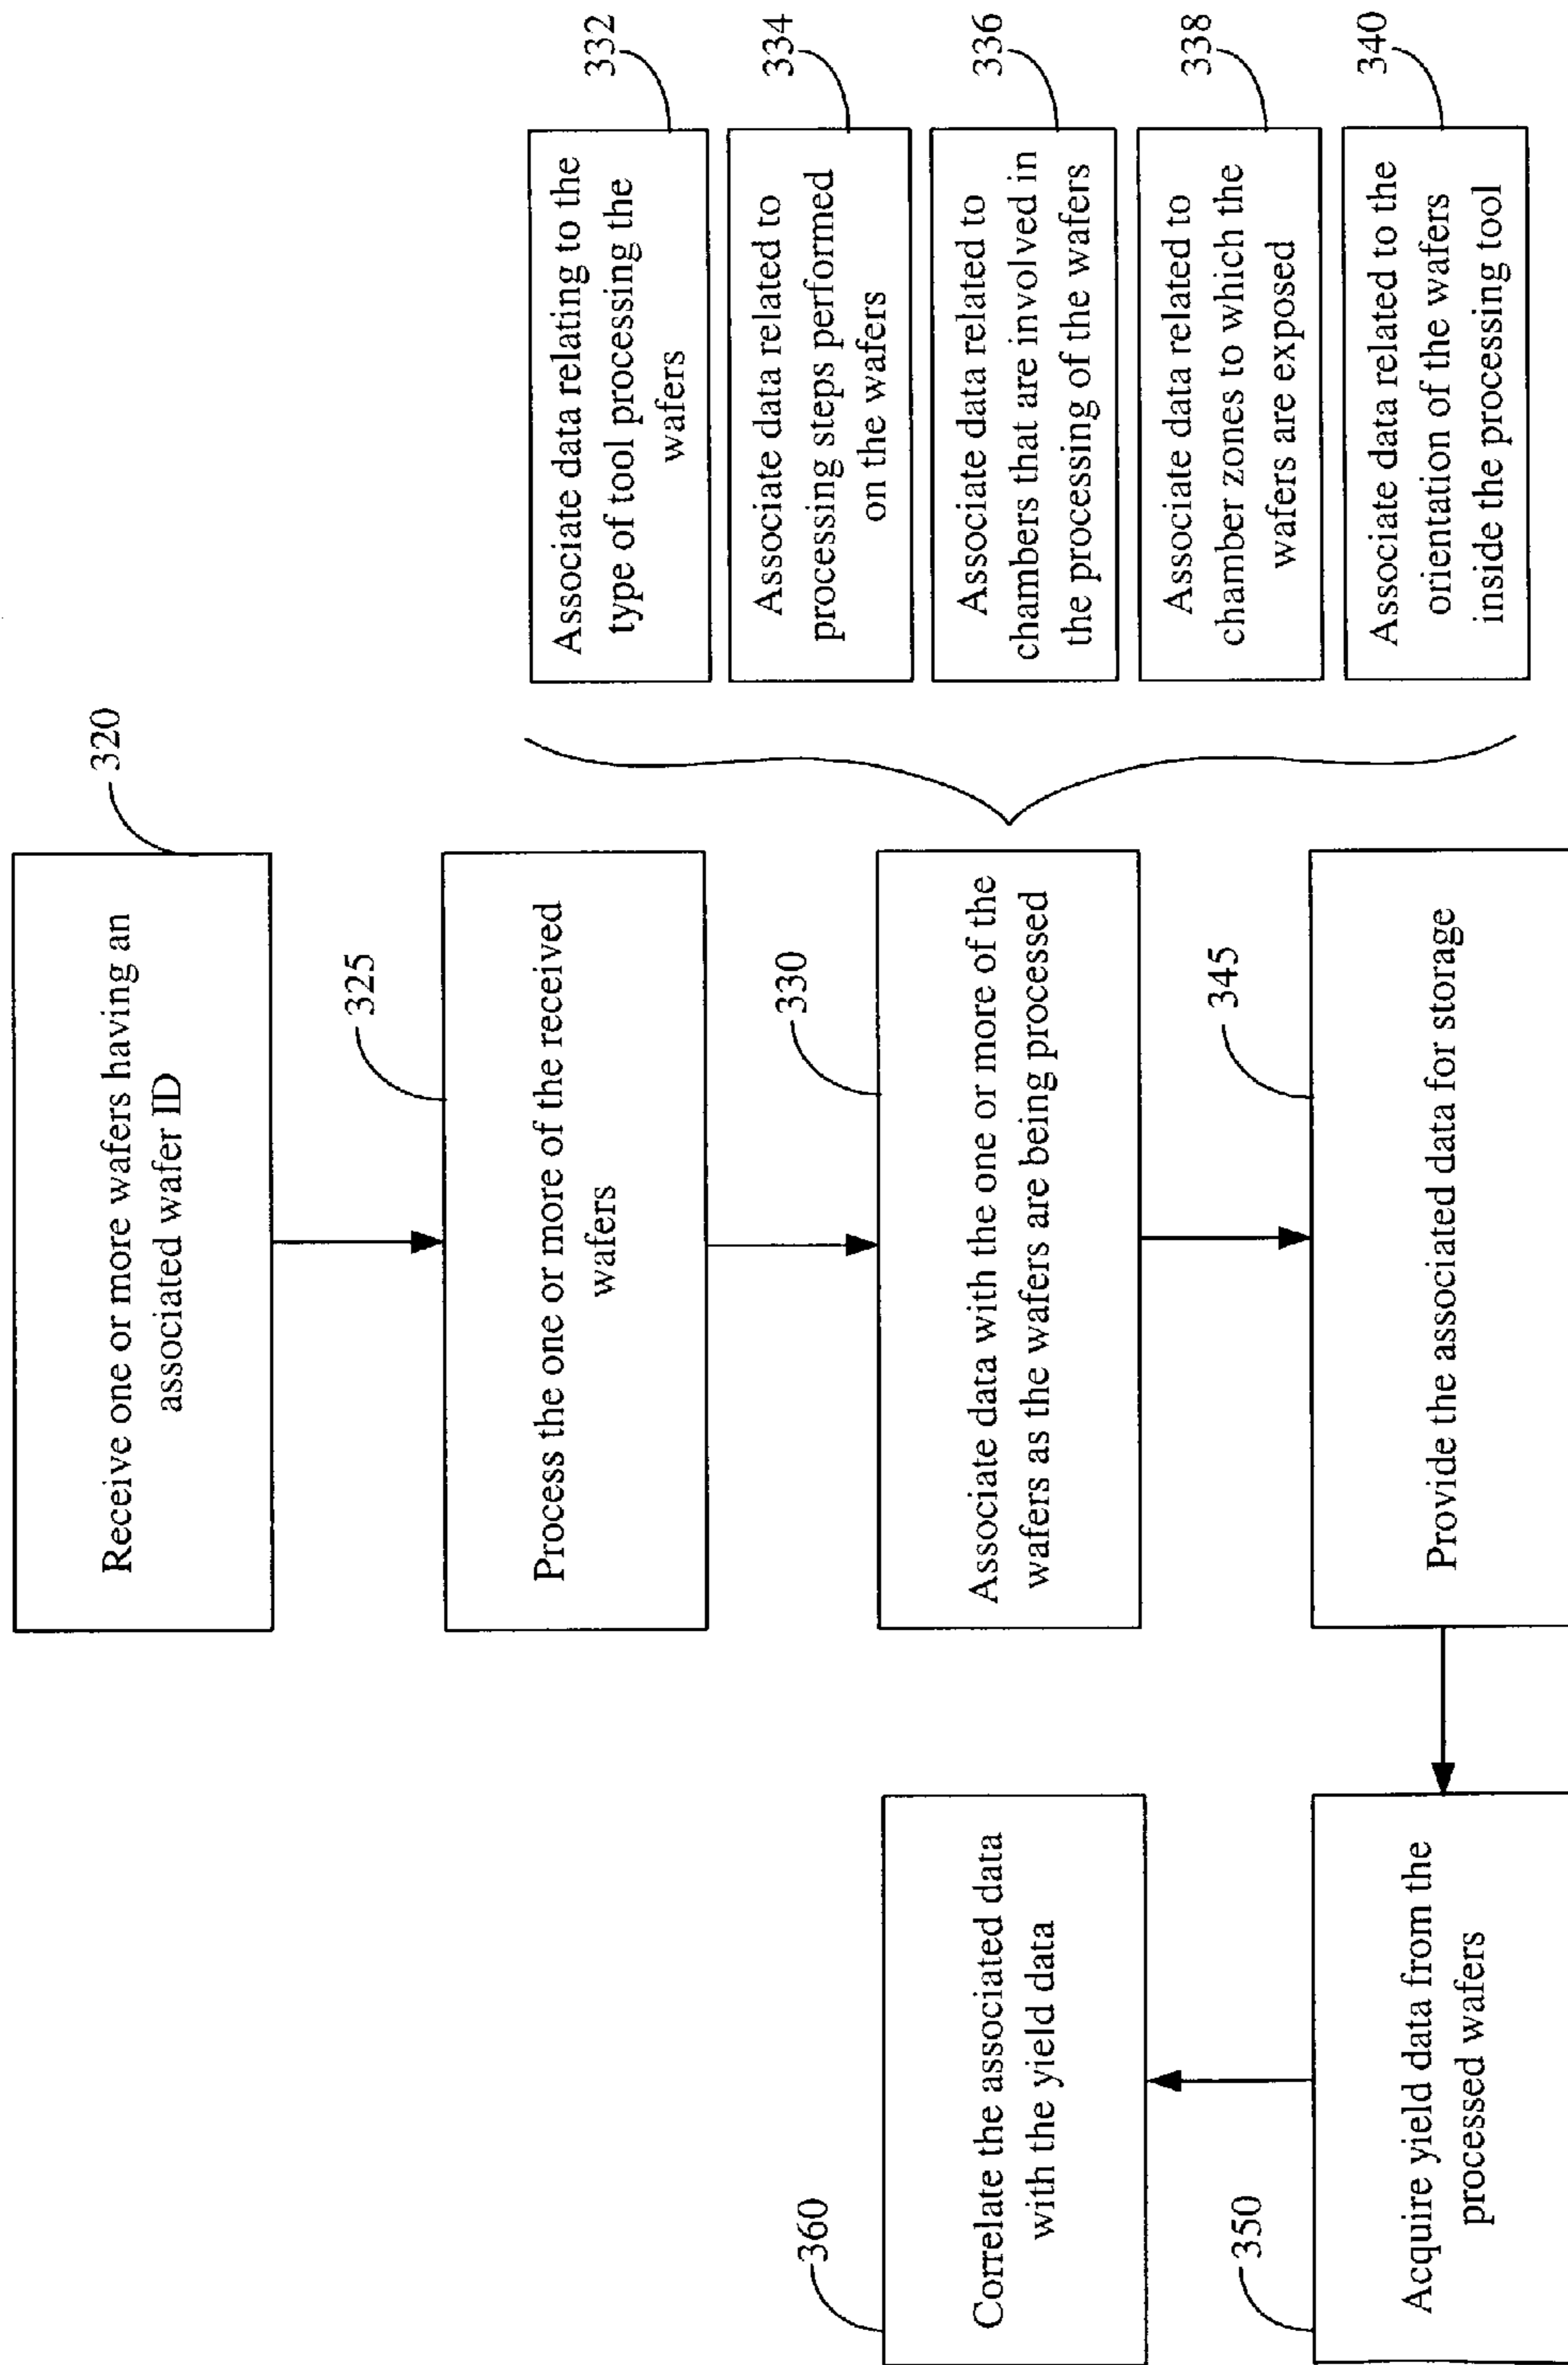 320
Receive one or more wafers having an
associated wafer ID
325
Process the one or more of the received
wafers
330
Associate data with the one or more of the
wafers as the wafers are being processed
332
Associate data relating to the
type of tool processing the
wafers
334
Associate data related to
processing steps performed
on the wafers
336
Associate data related to
chambers that are involved in
the processing of the wafers
338
Associate data related to
chamber zones to which the
wafers are exposed
340
Associate data related to the
orientation of the wafers
inside the processing tool
345
Provide the associated data for storage
350
Acquire yield data from the
processed wafers
360
Correlate the associated data
with the yield data